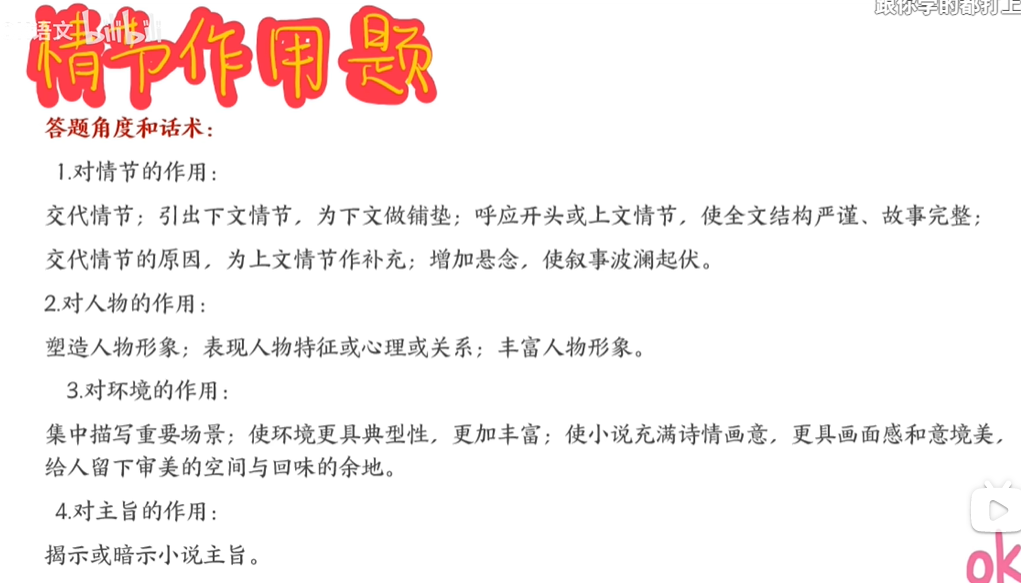 跟你学的都打上
语文 bilibili
情节作用题
答题角度和话术：
1.对情节的作用：
交代情节；引出下文情节，为下文做铺垫；呼应开头或上文情节，使全文结构严谨、故事完整；
交代情节的原因，为上文情节作补充；增加悬念，使叙事波澜起伏。
2.对人物的作用：
塑造人物形象；表现人物特征或心理或关系；丰富人物形象。
3.对环境的作用：
集中描写重要场景；使环境更具典型性，更加丰富；使小说充满诗情画意，更具画面感和意境美，
给人留下审美的空间与回味的余地。
4.对主旨的作用：
揭示或暗示小说主旨。
ok